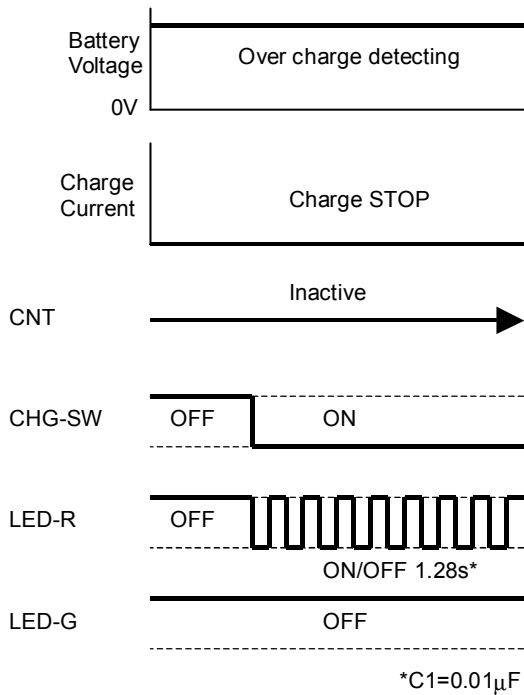 Battery
Voltage
Over charge detecting
0V
Charge
Current
Charge STOP
Inactive
CNT
CHG-SW
OFF
ON
LED-R
OFF
ON/OFF 1.28s*
LED-G
OFF
*C1=0.01μF